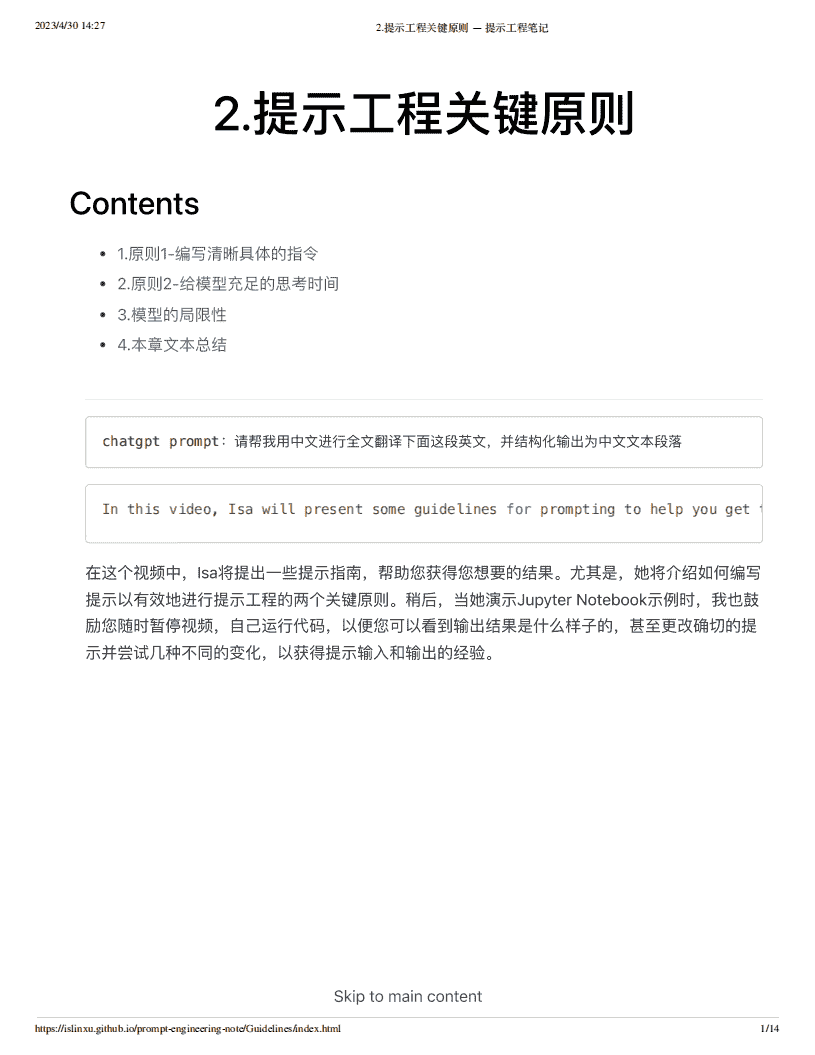 2023/4/30 14:27
2.提示工程关键原则 — 提示工程笔记
2.提示工程关键原则
Contents
• 1.原则1-编写清晰具体的指令
• 2.原则2-给模型充足的思考时间
• 3.模型的局限性
• 4.本章文本总结
chatgpt prompt：请帮我用中文进行全文翻译下面这段英文，并结构化输出为中文文本段落
In this video, Isa will present some guidelines for prompting to help you get
在这个视频中，Isa将提出一些提示指南，帮助您获得您想要的结果。尤其是，她将介绍如何编写
提示以有效地进行提示工程的两个关键原则。稍后，当她演示Jupyter Notebook示例时，我也鼓
励您随时暂停视频，自己运行代码，以便您可以看到输出结果是什么样子的，甚至更改确切的提
示并尝试几种不同的变化，以获得提示输入和输出的经验。
Skip to main content
https://islinxu.github.io/prompt-engineering-note/Guidelines/index.html
1/14